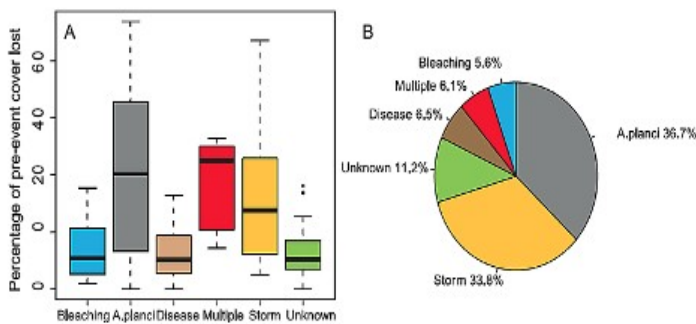 A
Percentage of pre-event cover lost
60
40
20
0
0
Bleaching A,planci Disease Multiple Storm Unknown
B
Bleaching 5.6%
Multiple 6,1%
Disease 6,5%
Unknown 11,2%
A.planci 36.7%
Storm 33,8%